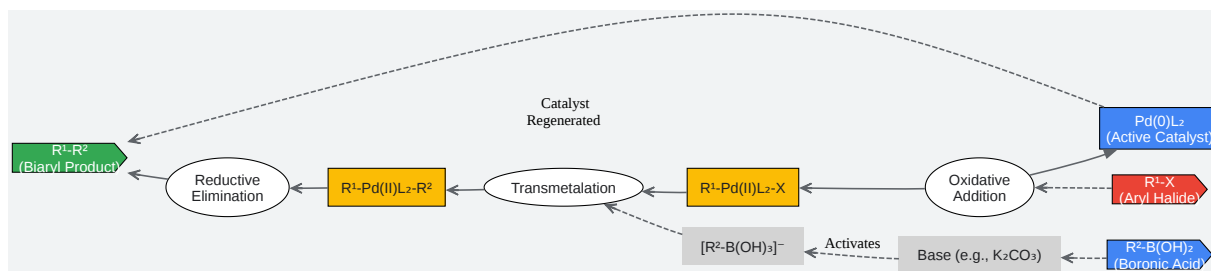 Catalyst
Regenerated
Pd(0)L₂
(Active Catalyst)
R¹-R²
(Biaryl Product)
Reductive
Elimination
R¹-Pd(II)L₂-R²
Transmetalation
R¹-Pd(II)L₂-X
Oxidative
Addition
R¹-X
(Aryl Halide)
[R²-B(OH)₃]⁻
Activates
Base (e.g., K₂CO₃)
R²-B(OH)₂
(Boronic Acid)